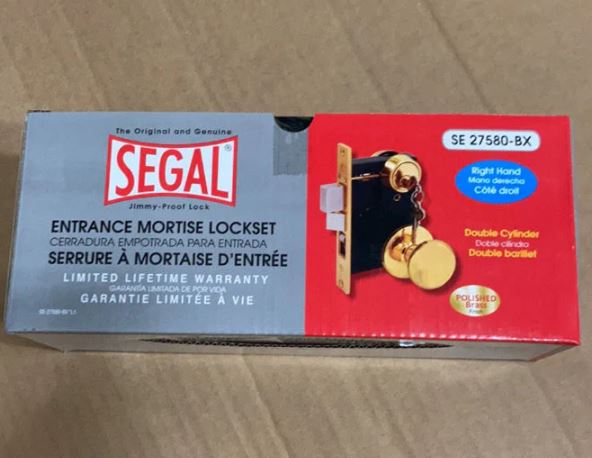 The Original and Genuine
SEGAL®
Jimmy-Proof Lock
ENTRANCE MORTISE LOCKSET
CERRADURA EMPOTRADA PARA ENTRADA
SERRURE À MORTAISE D'ENTRÉE
LIMITED LIFETIME WARRANTY
GARANTÍA LIMITADA DE POR VIDA
GARANTIE LIMITÉE À VIE
SE 27580-BX
Right Hand
Mano derecha
Côté droit
Double Cylinder
Doble cilindro
Double barillet
POLISHED
Brass
Finish